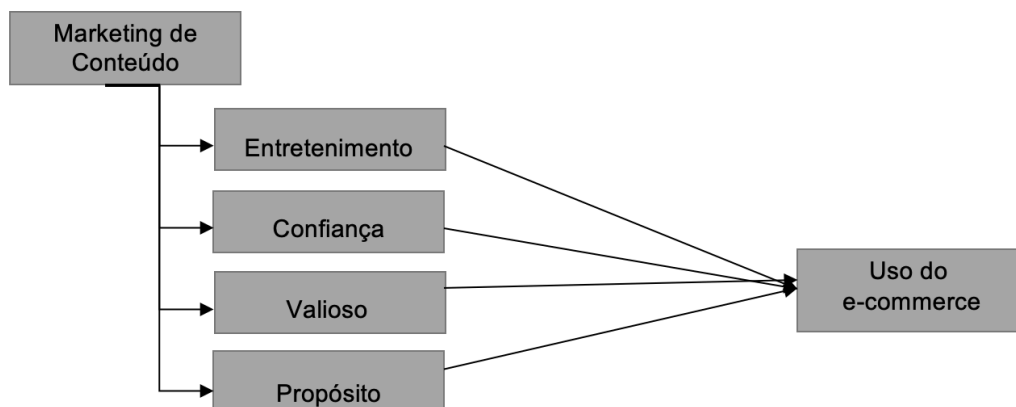 Marketing de
Conteúdo
Entretenimento
Confiança
Valioso
Propósito
Uso do
e-commerce